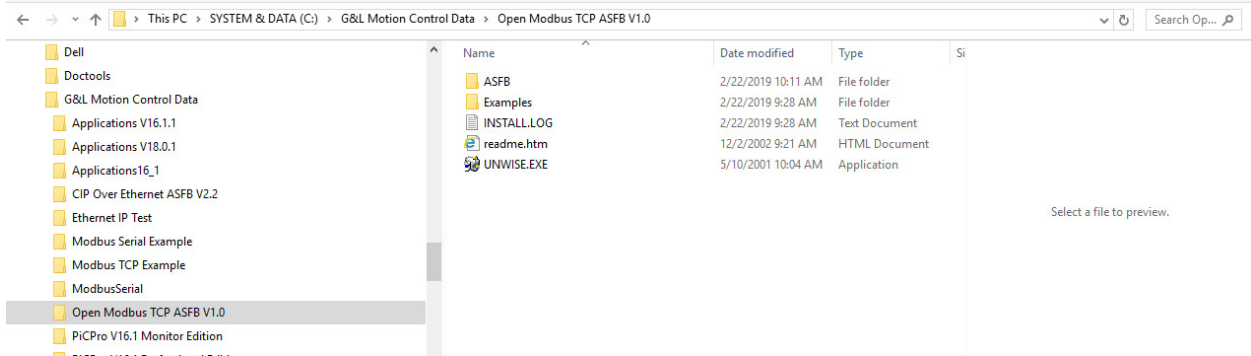 This PC > SYSTEM & DATA (C:) > G&L Motion Control Data > Open Modbus TCP ASFB V1.0
Search Op...
Dell
Doctools
G&L Motion Control Data
Applications V16.1.1
Applications V18.0.1
Applications16_1
CIP Over Ethernet ASFB V2.2
Ethernet IP Test
Modbus Serial Example
Modbus TCP Example
ModbusSerial
Open Modbus TCP ASFB V1.0
PiCPro V16.1 Monitor Edition
Name Date modified Type Si
ASFB 2/22/2019 10:11 AM File folder
Examples 2/22/2019 9:28 AM File folder
INSTALL.LOG 2/22/2019 9:28 AM Text Document
readme.htm 12/2/2002 9:21 AM HTML Document
UNWISE.EXE 5/10/2001 10:04 AM Application
Select a file to preview.